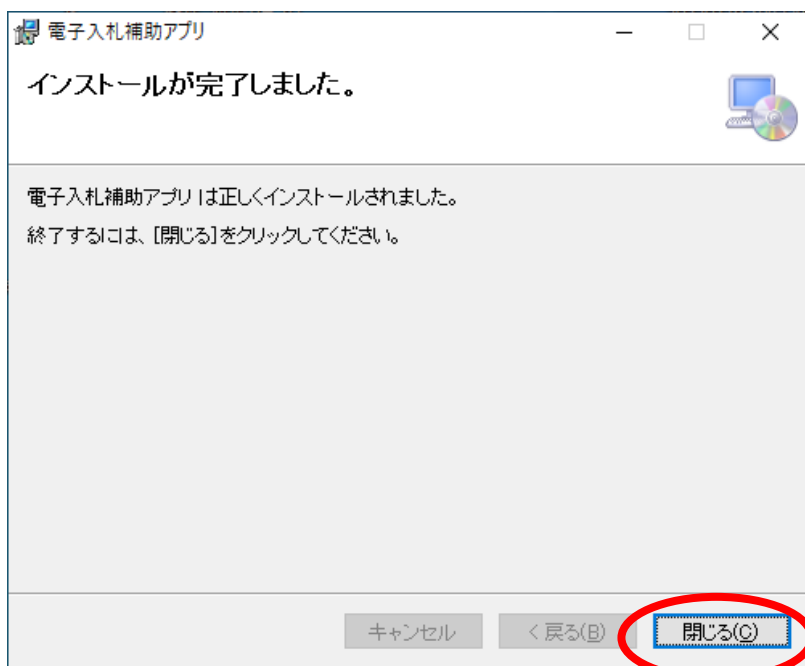 電子入札補助アプリ
インストールが完了しました。
電子入札補助アプリ は正しくインストールされました。
終了するには、[閉じる]をクリックしてください。
キャンセル
< 戻る(B)
閉じる(C)